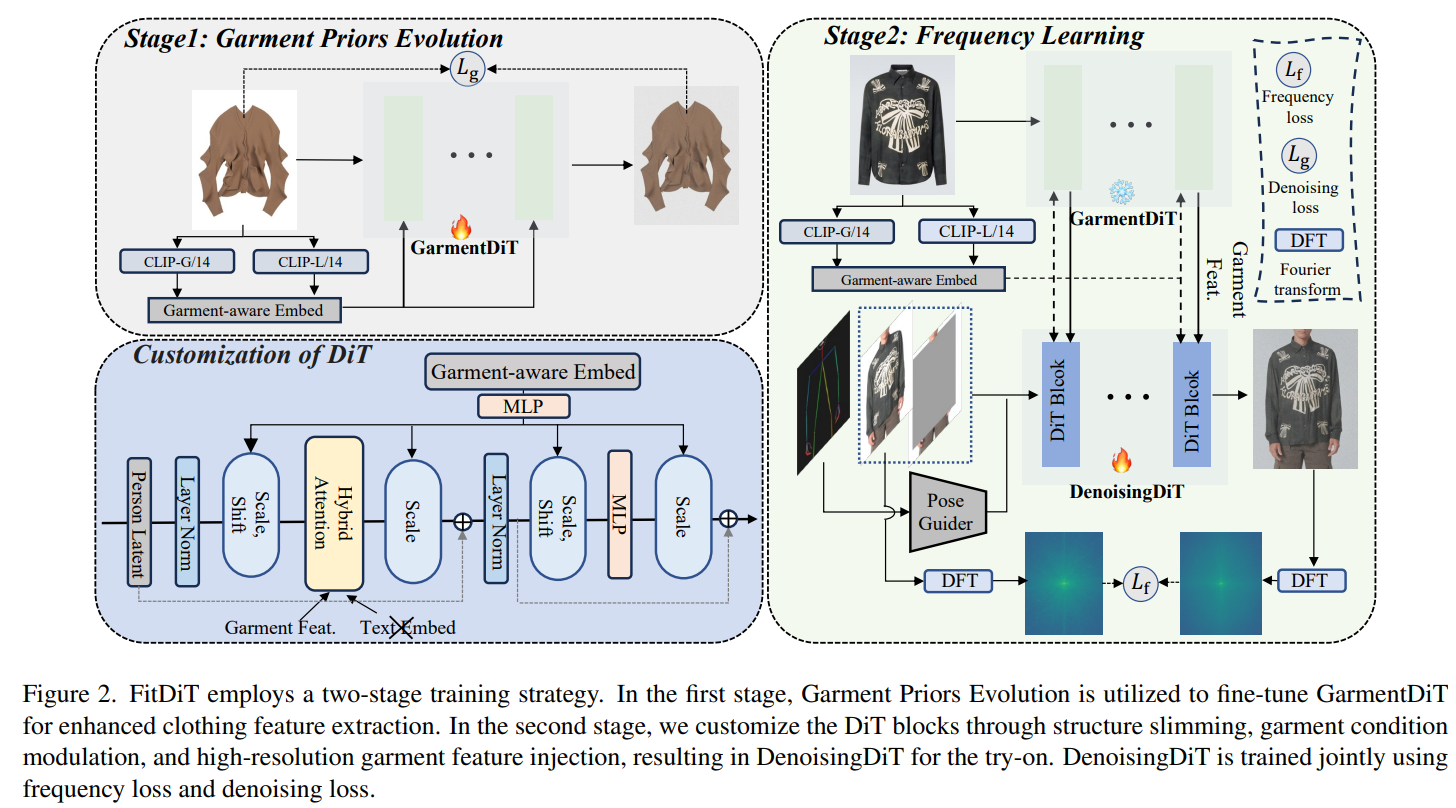 Stage1: Garment Priors Evolution
Lg
GarmentDiT
CLIP-G/14
CLIP-L/14
Garment-aware Embed
Customization of DiT
Garment-aware Embed
MLP
Person Latent
Layer Norm
Scale,
Shift
Hybrid
Attention
Scale
Layer Norm
Scale,
Shift
MLP
Scale
Garment Feat.
Text Embed
Stage2: Frequency Learning
GarmentDiT
CLIP-G/14
CLIP-L/14
Garment-aware Embed
Garment
Feat.
DiT Blcok
DiT Blcok
DenoisingDiT
Pose
Guider
DFT
Lf
DFT
Lf
Frequency
loss
Lg
Denoising
loss
DFT
Fourier
transform
Figure 2. FitDiT employs a two-stage training strategy. In the first stage, Garment Priors Evolution is utilized to fine-tune GarmentDiT
for enhanced clothing feature extraction. In the second stage, we customize the DiT blocks through structure slimming, garment condition
modulation, and high-resolution garment feature injection, resulting in DenoisingDiT for the try-on. DenoisingDiT is trained jointly using
frequency loss and denoising loss.